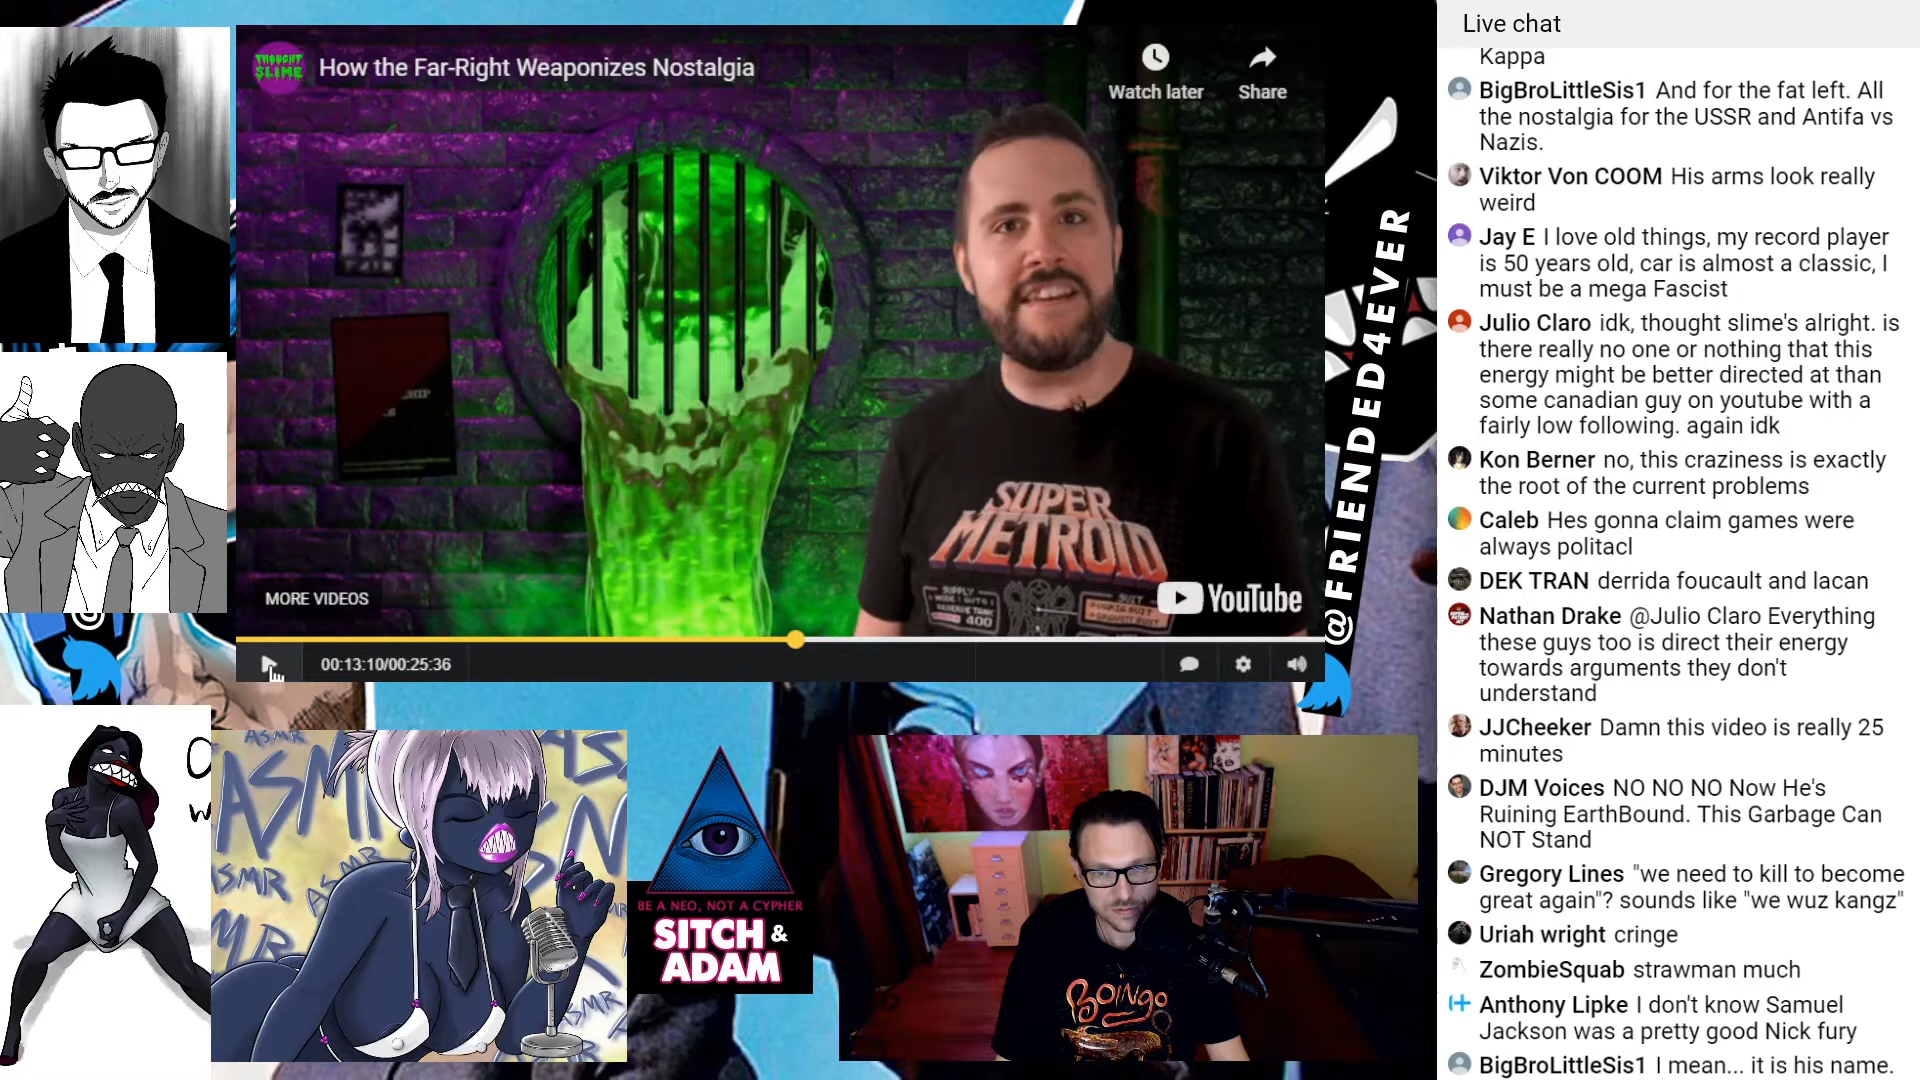 THOUGHT
SLIME
How the Far-Right Weaponizes Nostalgia
Watch later
Share
SUPER
METROID
400
MORE VIDEOS
YouTube
00:13:10/00:25:36
@FRIENDED4EVER
ASMR
ASMR
ASMR
ASMR
BE A NEO, NOT A CYPHER
SITCH &
ADAM
BOINGO
Live chat
Kappa
BigBroLittleSis1 And for the fat left. All
the nostalgia for the USSR and Antifa vs
Nazis.
Viktor Von COOM His arms look really
weird
Jay E I love old things, my record player
is 50 years old, car is almost a classic, I
must be a mega Fascist
Julio Claro idk, thought slime's alright. is
there really no one or nothing that this
energy might be better directed at than
some canadian guy on youtube with a
fairly low following. again idk
Kon Berner no, this craziness is exactly
the root of the current problems
Caleb Hes gonna claim games were
always politacl
DEK TRAN derrida foucault and lacan
Nathan Drake @Julio Claro Everything
these guys too is direct their energy
towards arguments they don't
understand
JJCheeker Damn this video is really 25
minutes
DJM Voices NO NO NO Now He's
Ruining EarthBound. This Garbage Can
NOT Stand
Gregory Lines "we need to kill to become
great again"? sounds like "we wuz kangz"
Uriah wright cringe
ZombieSquab strawman much
Anthony Lipke I don't know Samuel
Jackson was a pretty good Nick fury
BigBroLittleSis1 I mean... it is his name.